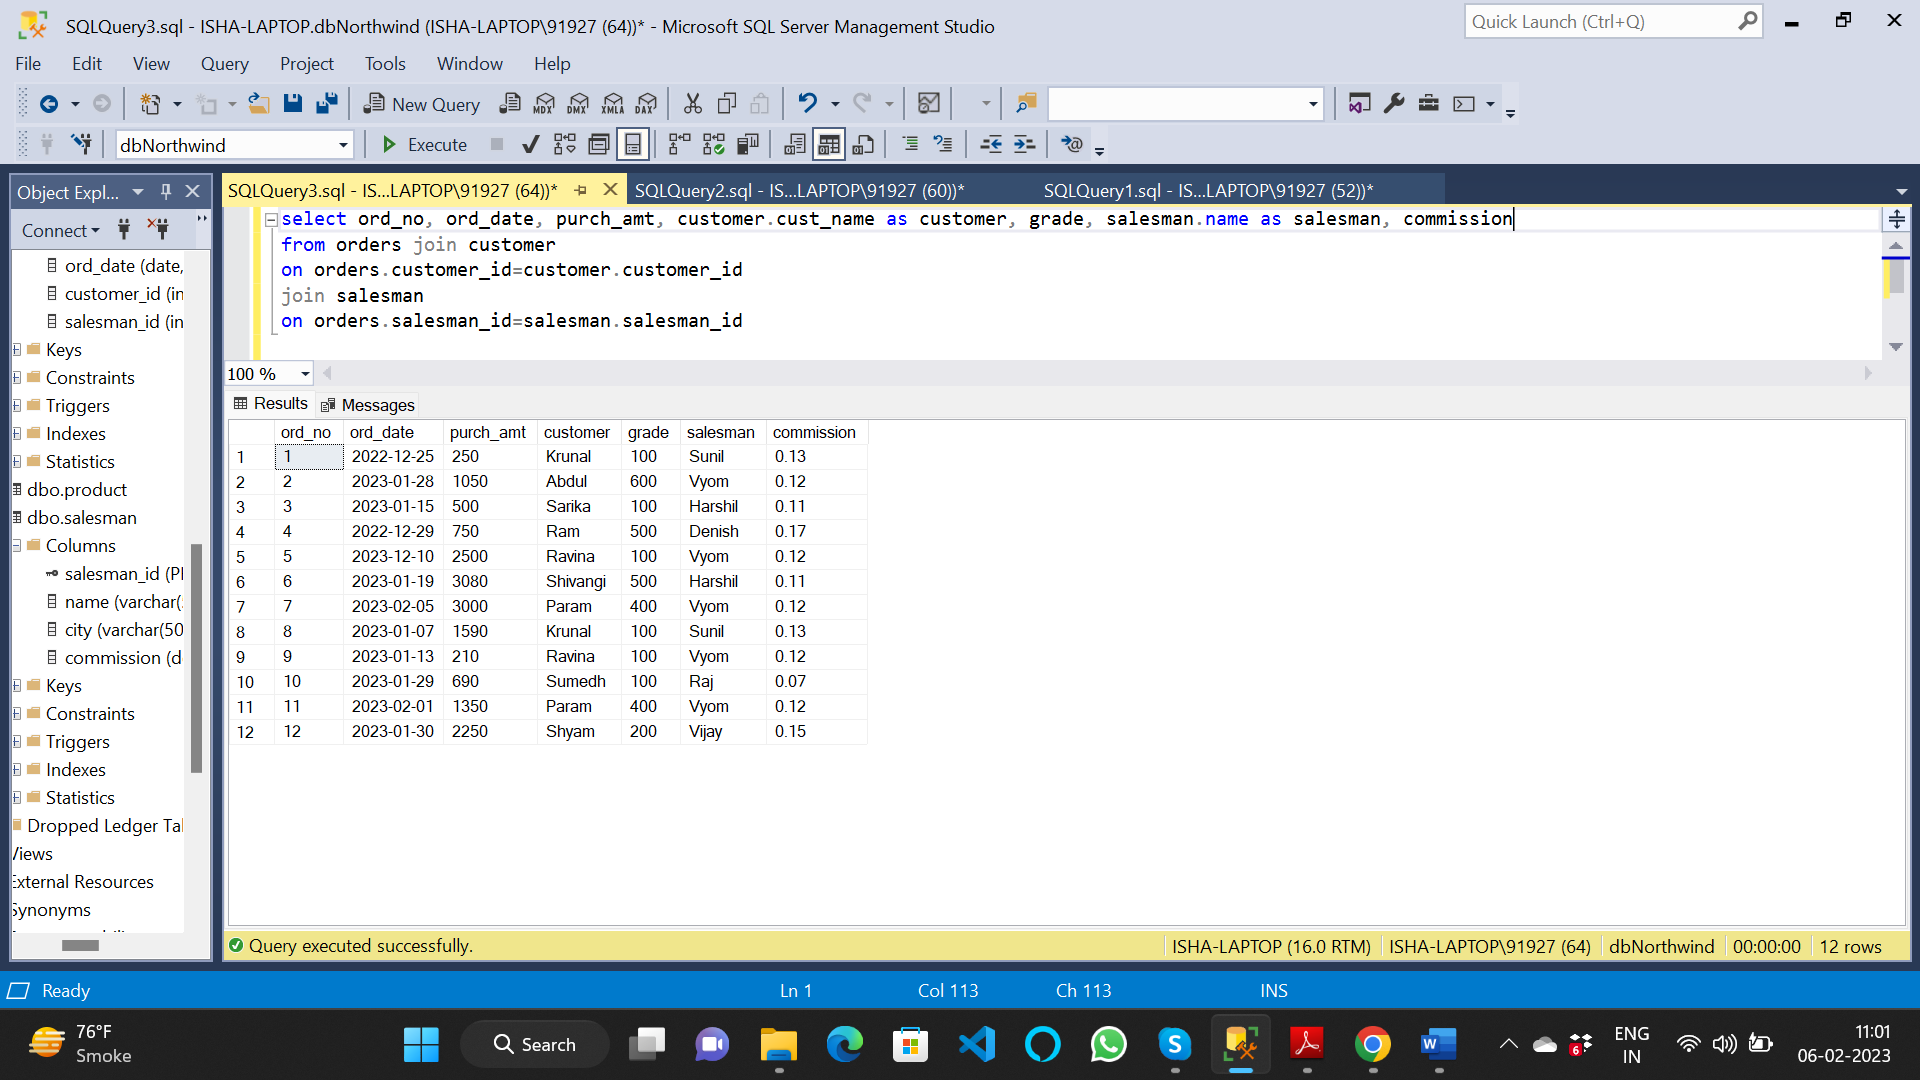 SQLQuery3.sql - ISHA-LAPTOP.dbNorthwind (ISHA-LAPTOP\91927 (64))* - Microsoft SQL Server Management Studio
Quick Launch (Ctrl+Q)
File Edit View Query Project Tools Window Help
New Query MDX DMX XMLA DAX
dbNorthwind Execute
Object Expl...
SQLQuery3.sql - IS...LAPTOP\91927 (64))* SQLQuery2.sql - IS...LAPTOP\91927 (60))* SQLQuery1.sql - IS...LAPTOP\91927 (52))*
Connect
ord_date (date,
customer_id (in
salesman_id (in
Keys
Constraints
Triggers
Indexes
Statistics
dbo.product
dbo.salesman
Columns
salesman_id (PI
name (varchar(
city (varchar(50
commission (d
Keys
Constraints
Triggers
Indexes
Statistics
Dropped Ledger Tal
Views
External Resources
Synonyms
select ord_no, ord_date, purch_amt, customer.cust_name as customer, grade, salesman.name as salesman, commission
from orders join customer
on orders.customer_id=customer.customer_id
join salesman
on orders.salesman_id=salesman.salesman_id
100 %
Results Messages
ord_no ord_date purch_amt customer grade salesman commission
1 1 2022-12-25 250 Krunal 100 Sunil 0.13
2 2 2023-01-28 1050 Abdul 600 Vyom 0.12
3 3 2023-01-15 500 Sarika 100 Harshil 0.11
4 4 2022-12-29 750 Ram 500 Denish 0.17
5 5 2023-12-10 2500 Ravina 100 Vyom 0.12
6 6 2023-01-19 3080 Shivangi 500 Harshil 0.11
7 7 2023-02-05 3000 Param 400 Vyom 0.12
8 8 2023-01-07 1590 Krunal 100 Sunil 0.13
9 9 2023-01-13 210 Ravina 100 Vyom 0.12
10 10 2023-01-29 690 Sumedh 100 Raj 0.07
11 11 2023-02-01 1350 Param 400 Vyom 0.12
12 12 2023-01-30 2250 Shyam 200 Vijay 0.15
Query executed successfully. ISHA-LAPTOP (16.0 RTM) ISHA-LAPTOP\91927 (64) dbNorthwind 00:00:00 12 rows
Ready Ln 1 Col 113 Ch 113 INS
76°F
Smoke
Search
6
ENG
IN
11:01
06-02-2023